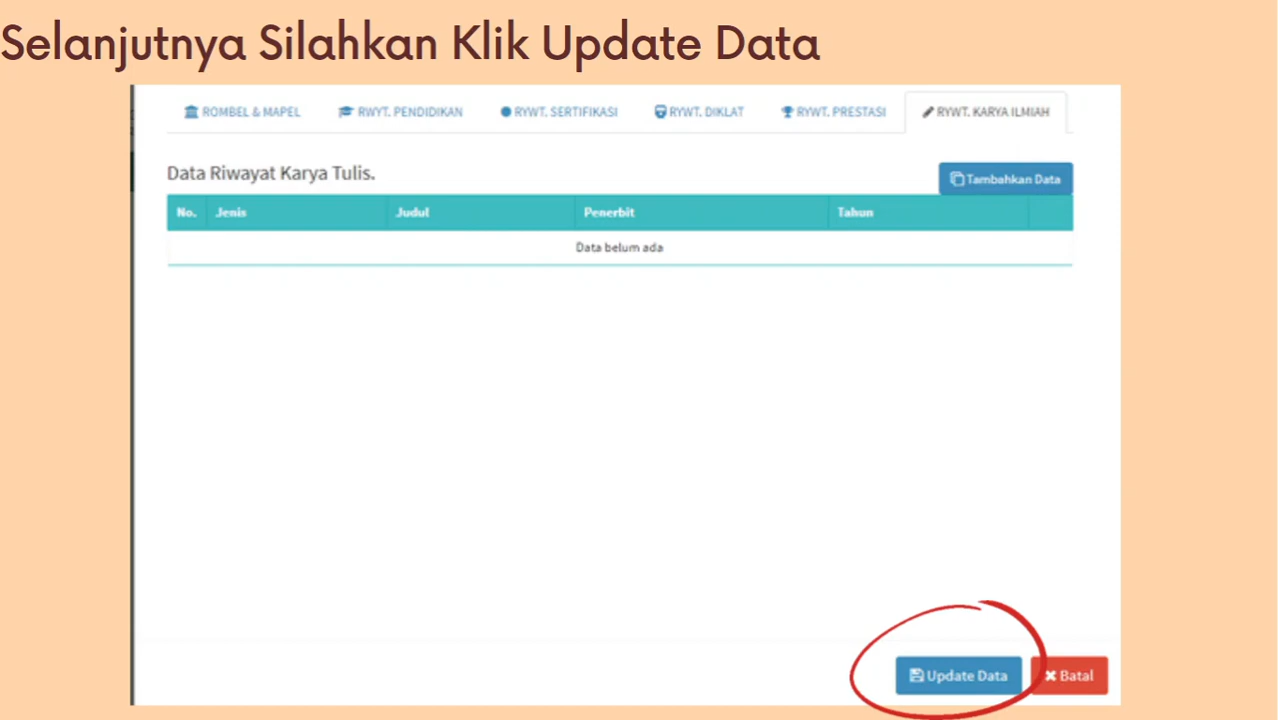 Selanjutnya Silahkan Klik Update Data
ROMBEL & MAPEL RWYT. PENDIDIKAN RYWT. SERTIFIKASI RYWT. DIKLAT RYWT. PRESTASI RYWT. KARYA ILMIAH
Data Riwayat Karya Tulis.
Tambahkan Data
No. Jenis Judul Penerbit Tahun
Data belum ada
Update Data Batal